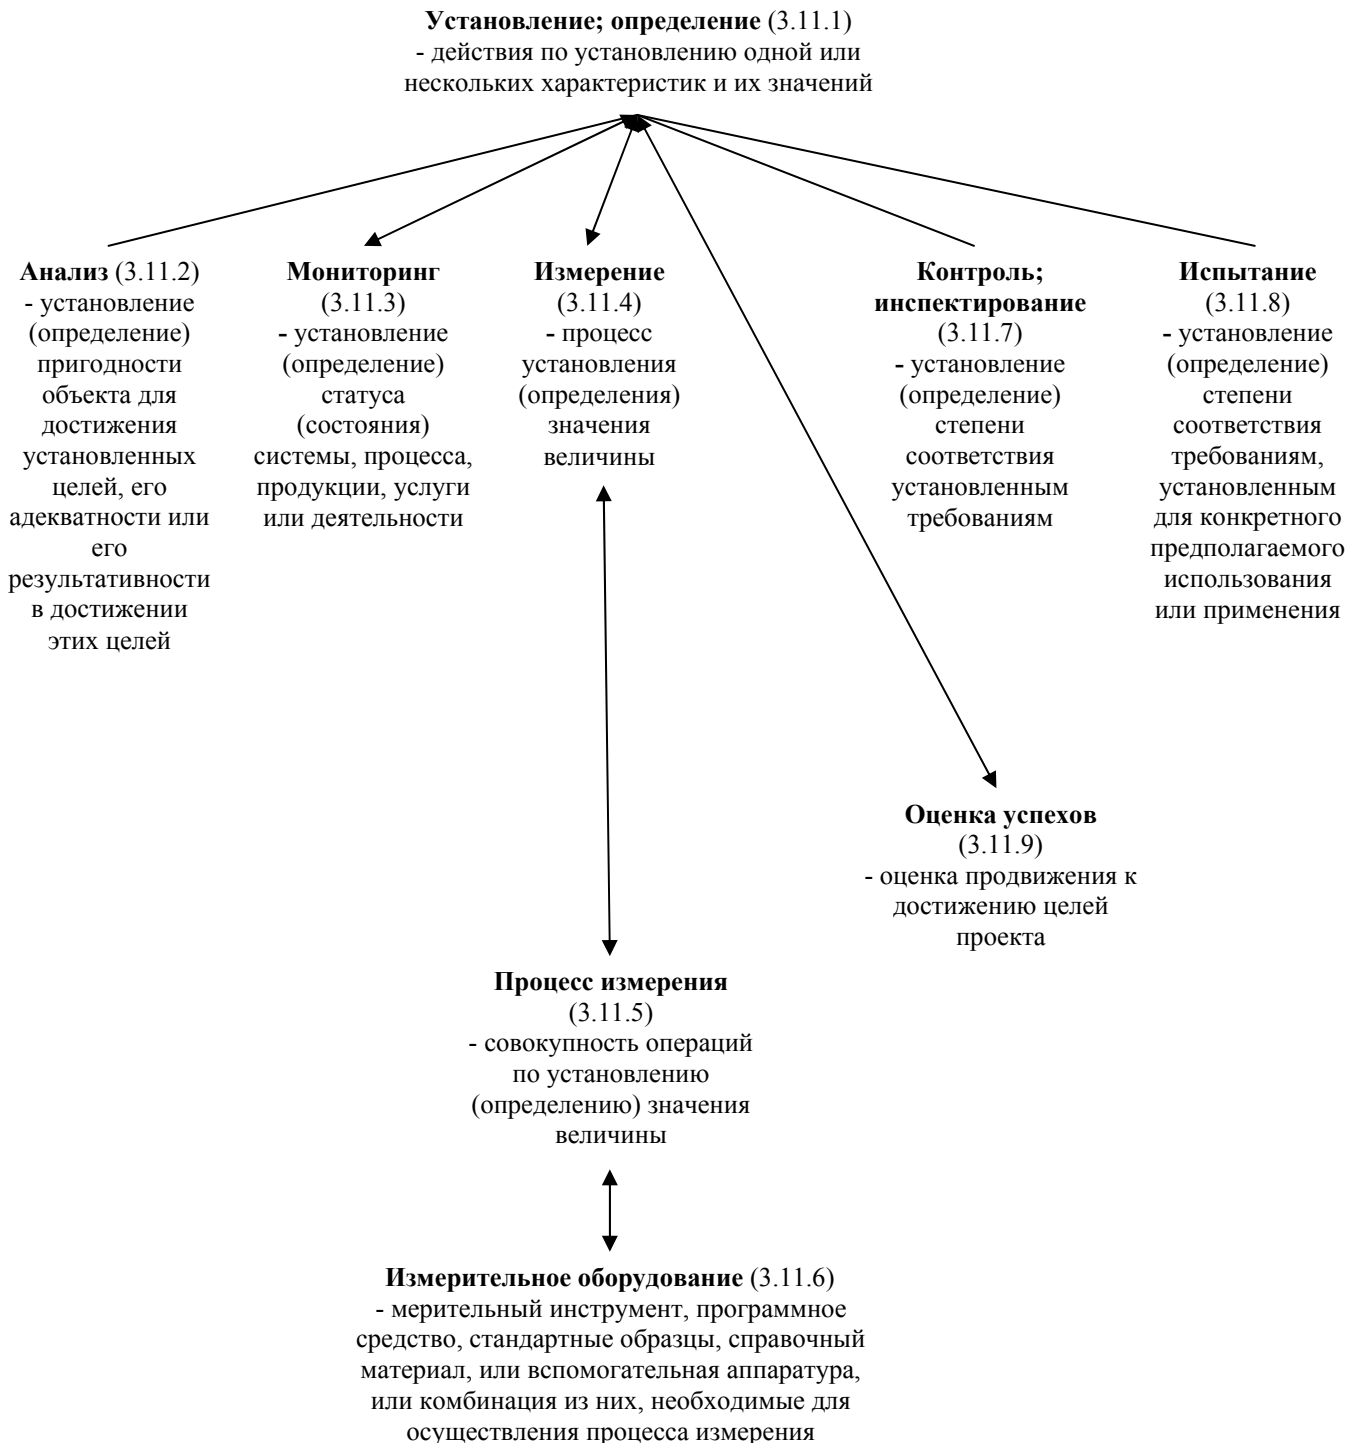 Установление; определение (3.11.1)
- действия по установлению одной или
нескольких характеристик и их значений
Анализ (3.11.2)
- установление
(определение)
пригодности
объекта для
достижения
установленных
целей, его
адекватности или
его
результативности
в достижении
этих целей
Мониторинг
(3.11.3)
- установление
(определение)
статуса
(состояния)
системы, процесса,
продукции, услуги
или деятельности
Измерение
(3.11.4)
- процесс
установления
(определения)
значения
величины
Контроль;
инспектирование
(3.11.7)
- установление
(определение)
степени
соответствия
установленным
требованиям
Испытание
(3.11.8)
- установление
(определение)
степени
соответствия
требованиям,
установленным
для конкретного
предполагаемого
использования
или применения
Оценка успехов
(3.11.9)
- оценка продвижения к
достижению целей
проекта
Процесс измерения
(3.11.5)
- совокупность операций
по установлению
(определению) значения
величины
Измерительное оборудование (3.11.6)
- мерительный инструмент, программное
средство, стандартные образцы, справочный
материал, или вспомогательная аппаратура,
или комбинация из них, необходимые для
осуществления процесса измерения